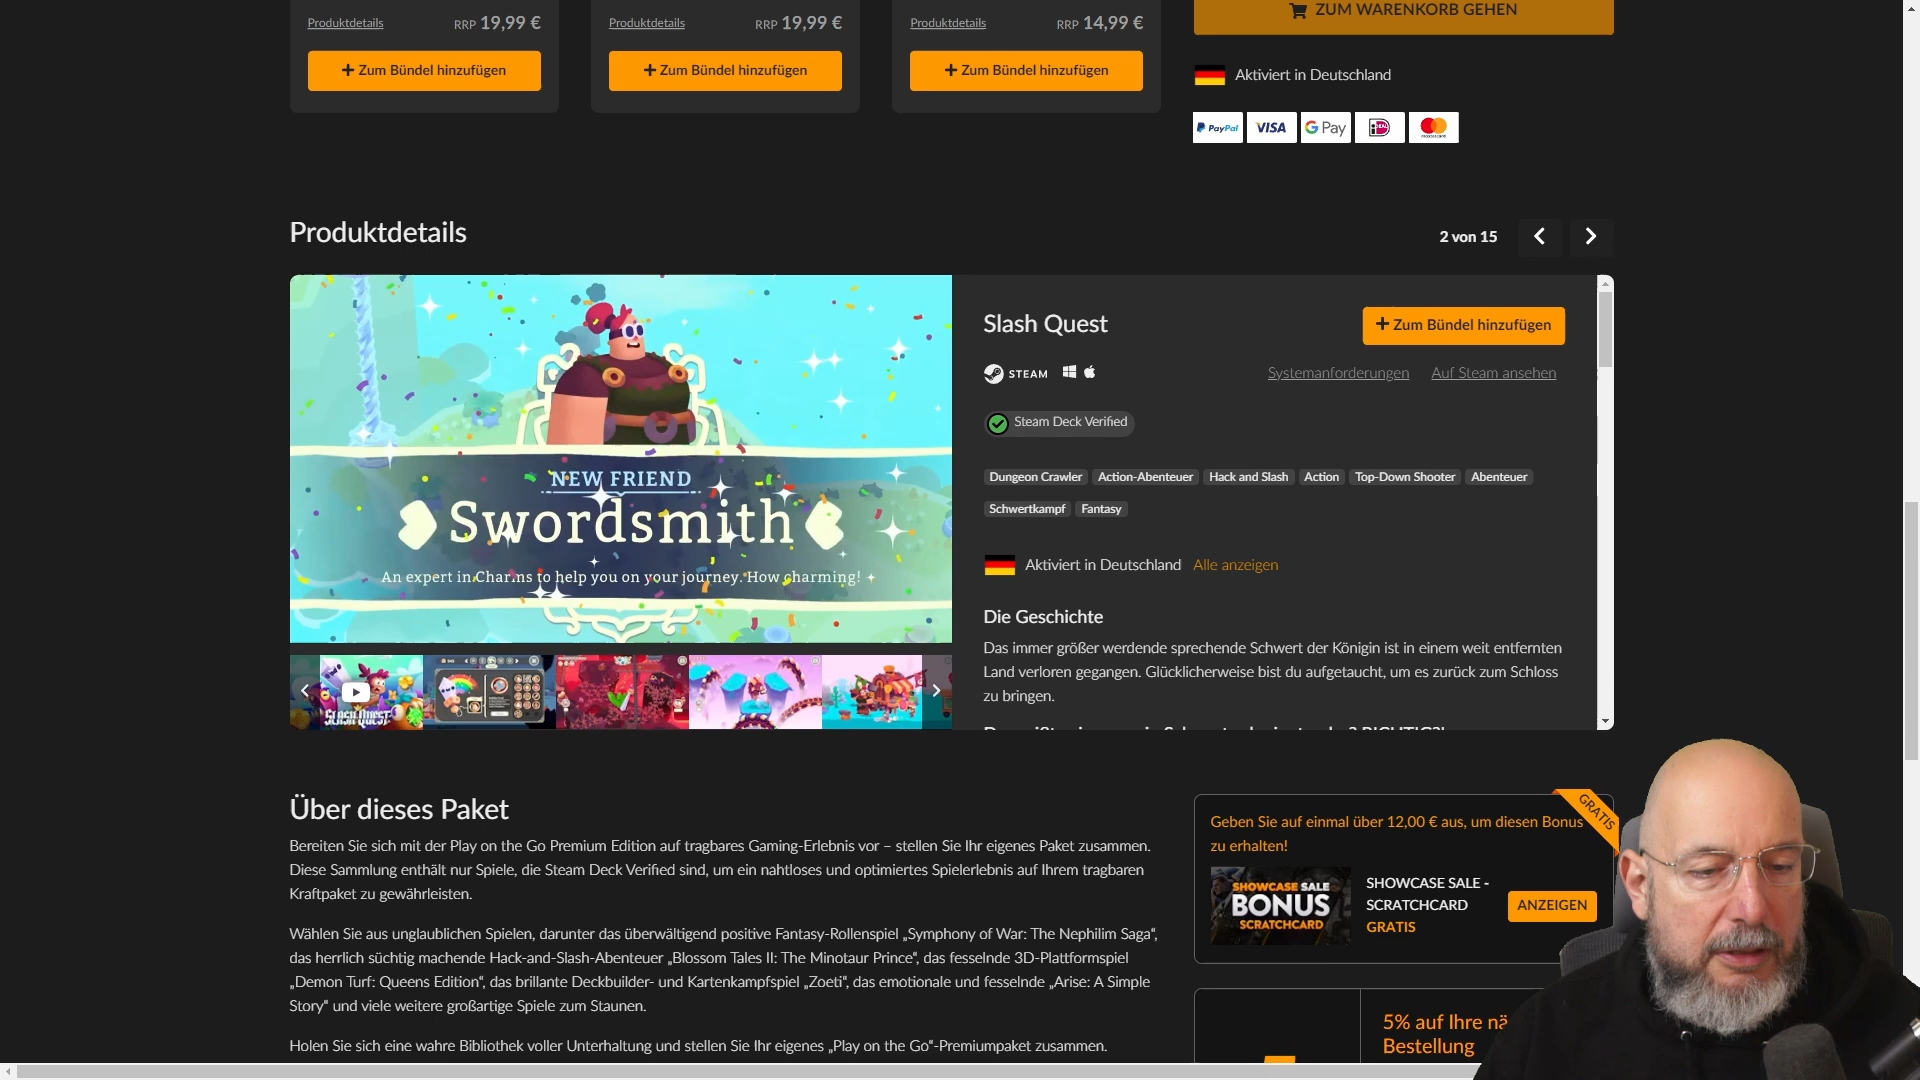 Produktdetails RRP 19,99 €
Produktdetails RRP 19,99 €
Produktdetails RRP 14,99 €
Zum Bündel hinzufügen
Zum Bündel hinzufügen
Zum Bündel hinzufügen
ZUM WARENKORB GEHEN
Aktiviert in Deutschland
PayPal VISA G Pay iDEAL mastercard
Produktdetails
2 von 15
NEW FRIEND
Swordsmith
An expert in Charms to help you on your journey. How charming!
SLASH QUEST
Slash Quest
Zum Bündel hinzufügen
STEAM
Systemanforderungen
Auf Steam ansehen
Steam Deck Verified
Dungeon Crawler Action-Abenteuer Hack and Slash Action Top-Down Shooter Abenteuer
Schwertkampf Fantasy
Aktiviert in Deutschland Alle anzeigen
Die Geschichte
Das immer größer werdende sprechende Schwert der Königin ist in einem weit entfernten
Land verloren gegangen. Glücklicherweise bist du aufgetaucht, um es zurück zum Schloss
zu bringen.
Über dieses Paket
Bereiten Sie sich mit der Play on the Go Premium Edition auf tragbares Gaming-Erlebnis vor – stellen Sie Ihr eigenes Paket zusammen.
Diese Sammlung enthält nur Spiele, die Steam Deck Verified sind, um ein nahtloses und optimiertes Spielerlebnis auf Ihrem tragbaren
Kraftpaket zu gewährleisten.
Wählen Sie aus unglaublichen Spielen, darunter das überwältigend positive Fantasy-Rollenspiel „Symphony of War: The Nephilim Saga“,
das herrlich süchtig machende Hack-and-Slash-Abenteuer „Blossom Tales II: The Minotaur Prince“, das fesselnde 3D-Plattformspiel
„Demon Turf: Queens Edition“, das brillante Deckbuilder- und Kartenkampfspiel „Zoeti“, das emotionale und fesselnde „Arise: A Simple
Story“ und viele weitere großartige Spiele zum Staunen.
Holen Sie sich eine wahre Bibliothek voller Unterhaltung und stellen Sie Ihr eigenes „Play on the Go“-Premiumpaket zusammen.
GRATIS
Geben Sie auf einmal über 12,00 € aus, um diesen Bonus
zu erhalten!
SHOWCASE SALE
BONUS
SCRATCHCARD
SHOWCASE SALE -
SCRATCHCARD
GRATIS
ANZEIGEN
5% auf Ihre nä
Bestellung